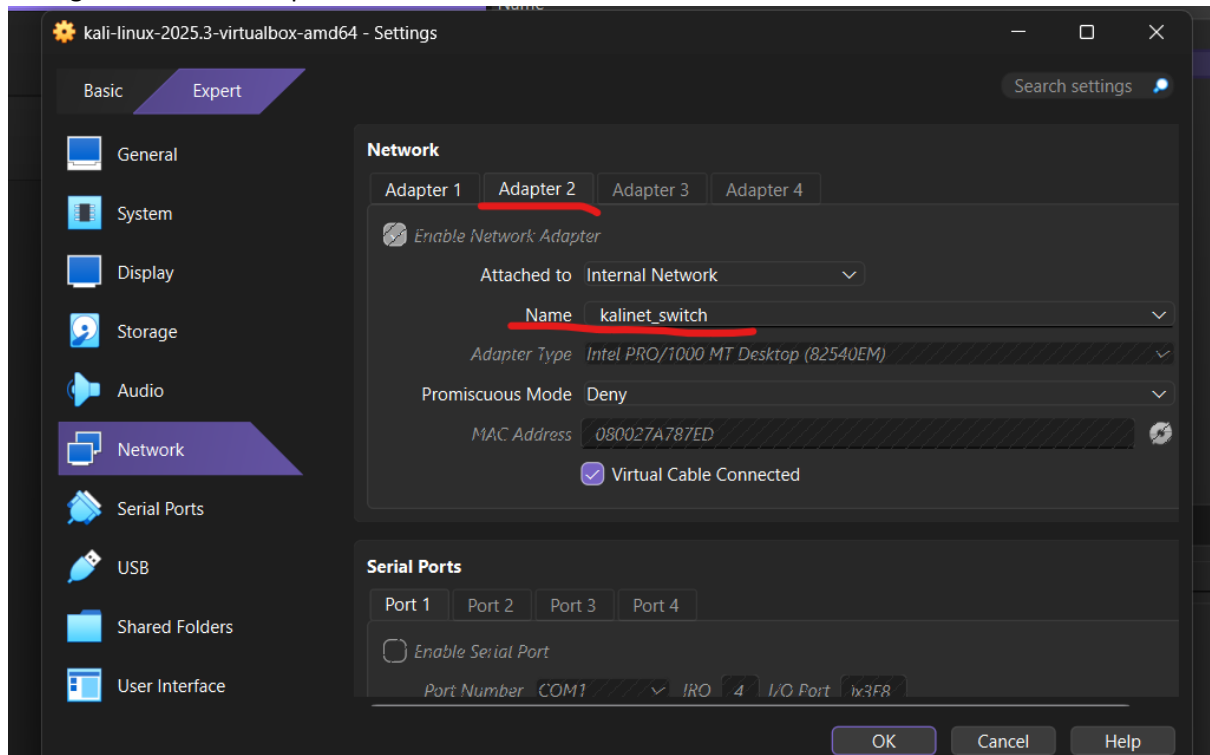 Name
kali-linux-2025.3-virtualbox-amd64 - Settings
Basic Expert Search settings
General
System
Display
Storage
Audio
Network
Serial Ports
USB
Shared Folders
User Interface
Network
Adapter 1 Adapter 2 Adapter 3 Adapter 4
Enable Network Adapter
Attached to Internal Network
Name kalinet_switch
Adapter Type Intel PRO/1000 MT Desktop (82540EM)
Promiscuous Mode Deny
MAC Address 080027A787ED
Virtual Cable Connected
Serial Ports
Port 1 Port 2 Port 3 Port 4
Enable Serial Port
Port Number COM1 IRQ 4 I/O Port 0x3F8
OK Cancel Help